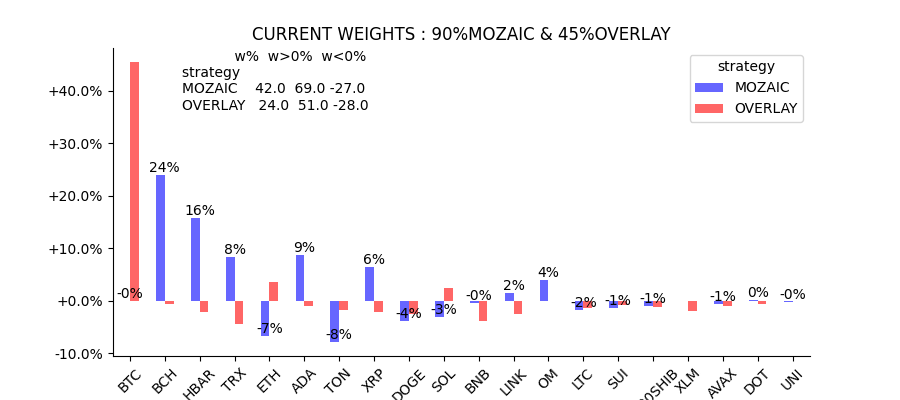 CURRENT WEIGHTS : 90%MOZAIC & 45%OVERLAY
w% w>0% w<0%
strategy
MOZAIC 42.0 69.0 -27.0
OVERLAY 24.0 51.0 -28.0
strategy
MOZAIC
OVERLAY
+40.0%
+30.0%
+20.0%
+10.0%
+0.0%
-10.0%
-0%
24%
16%
8%
-7%
9%
-8%
6%
-4%
-3%
-0%
2%
4%
-2%
-1%
-1%
-1%
0%
-0%
BTC
BCH
HBAR
TRX
ETH
ADA
TON
XRP
DOGE
SOL
BNB
LINK
OM
LTC
SUI
0SHIB
XLM
AVAX
DOT
UNI